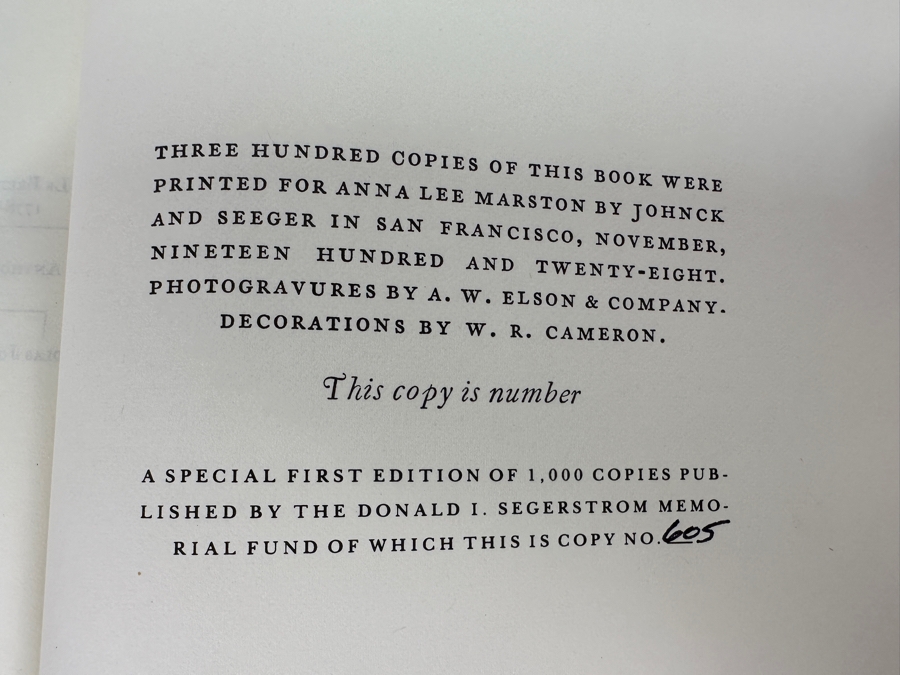 THREE HUNDRED COPIES OF THIS BOOK WERE
PRINTED FOR ANNA LEE MARSTON BY JOHNCK
AND SEEGER IN SAN FRANCISCO, NOVEMBER,
NINETEEN HUNDRED AND TWENTY-EIGHT.
PHOTOGRAVURES BY A. W. ELSON & COMPANY.
DECORATIONS BY W. R. CAMERON.
This copy is number
A SPECIAL FIRST EDITION OF 1,000 COPIES PUB-
LISHED BY THE DONALD I. SEGERSTROM MEMO-
RIAL FUND OF WHICH THIS IS COPY NO. 605